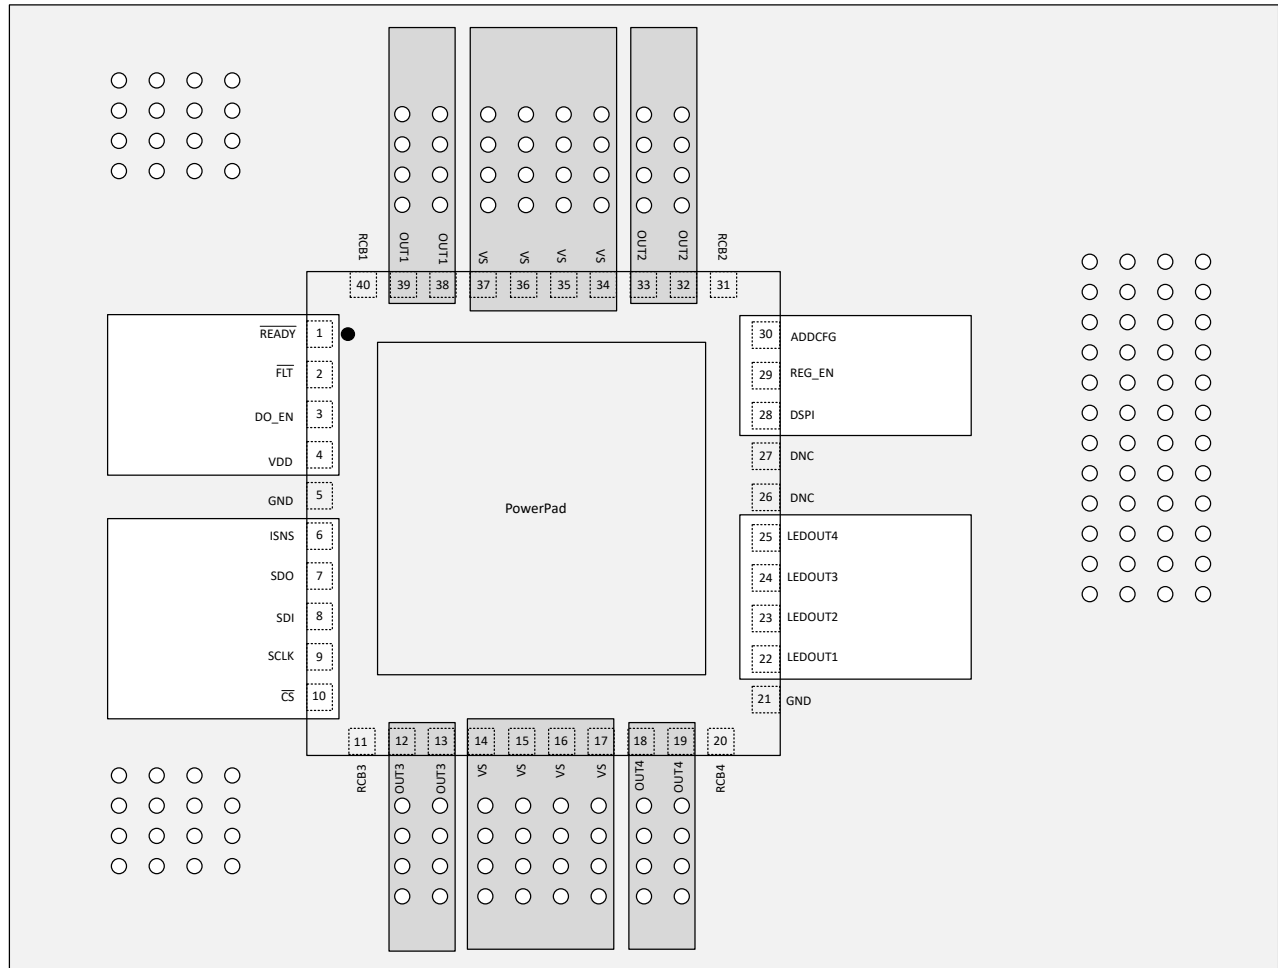 RCB1
OUT1
OUT1
VS
VS
VS
VS
OUT2
OUT2
RCB2
40
39
38
37
36
35
34
33
32
31
READY 1
FLT 2
DO_EN 3
VDD 4
GND 5
ISNS 6
SDO 7
SDI 8
SCLK 9
CS 10
PowerPad
30 ADDCFG
29 REG_EN
28 DSPI
27 DNC
26 DNC
25 LEDOUT4
24 LEDOUT3
23 LEDOUT2
22 LEDOUT1
21 GND
11
12
13
14
15
16
17
18
19
20
RCB3
OUT3
OUT3
VS
VS
VS
VS
OUT4
OUT4
RCB4